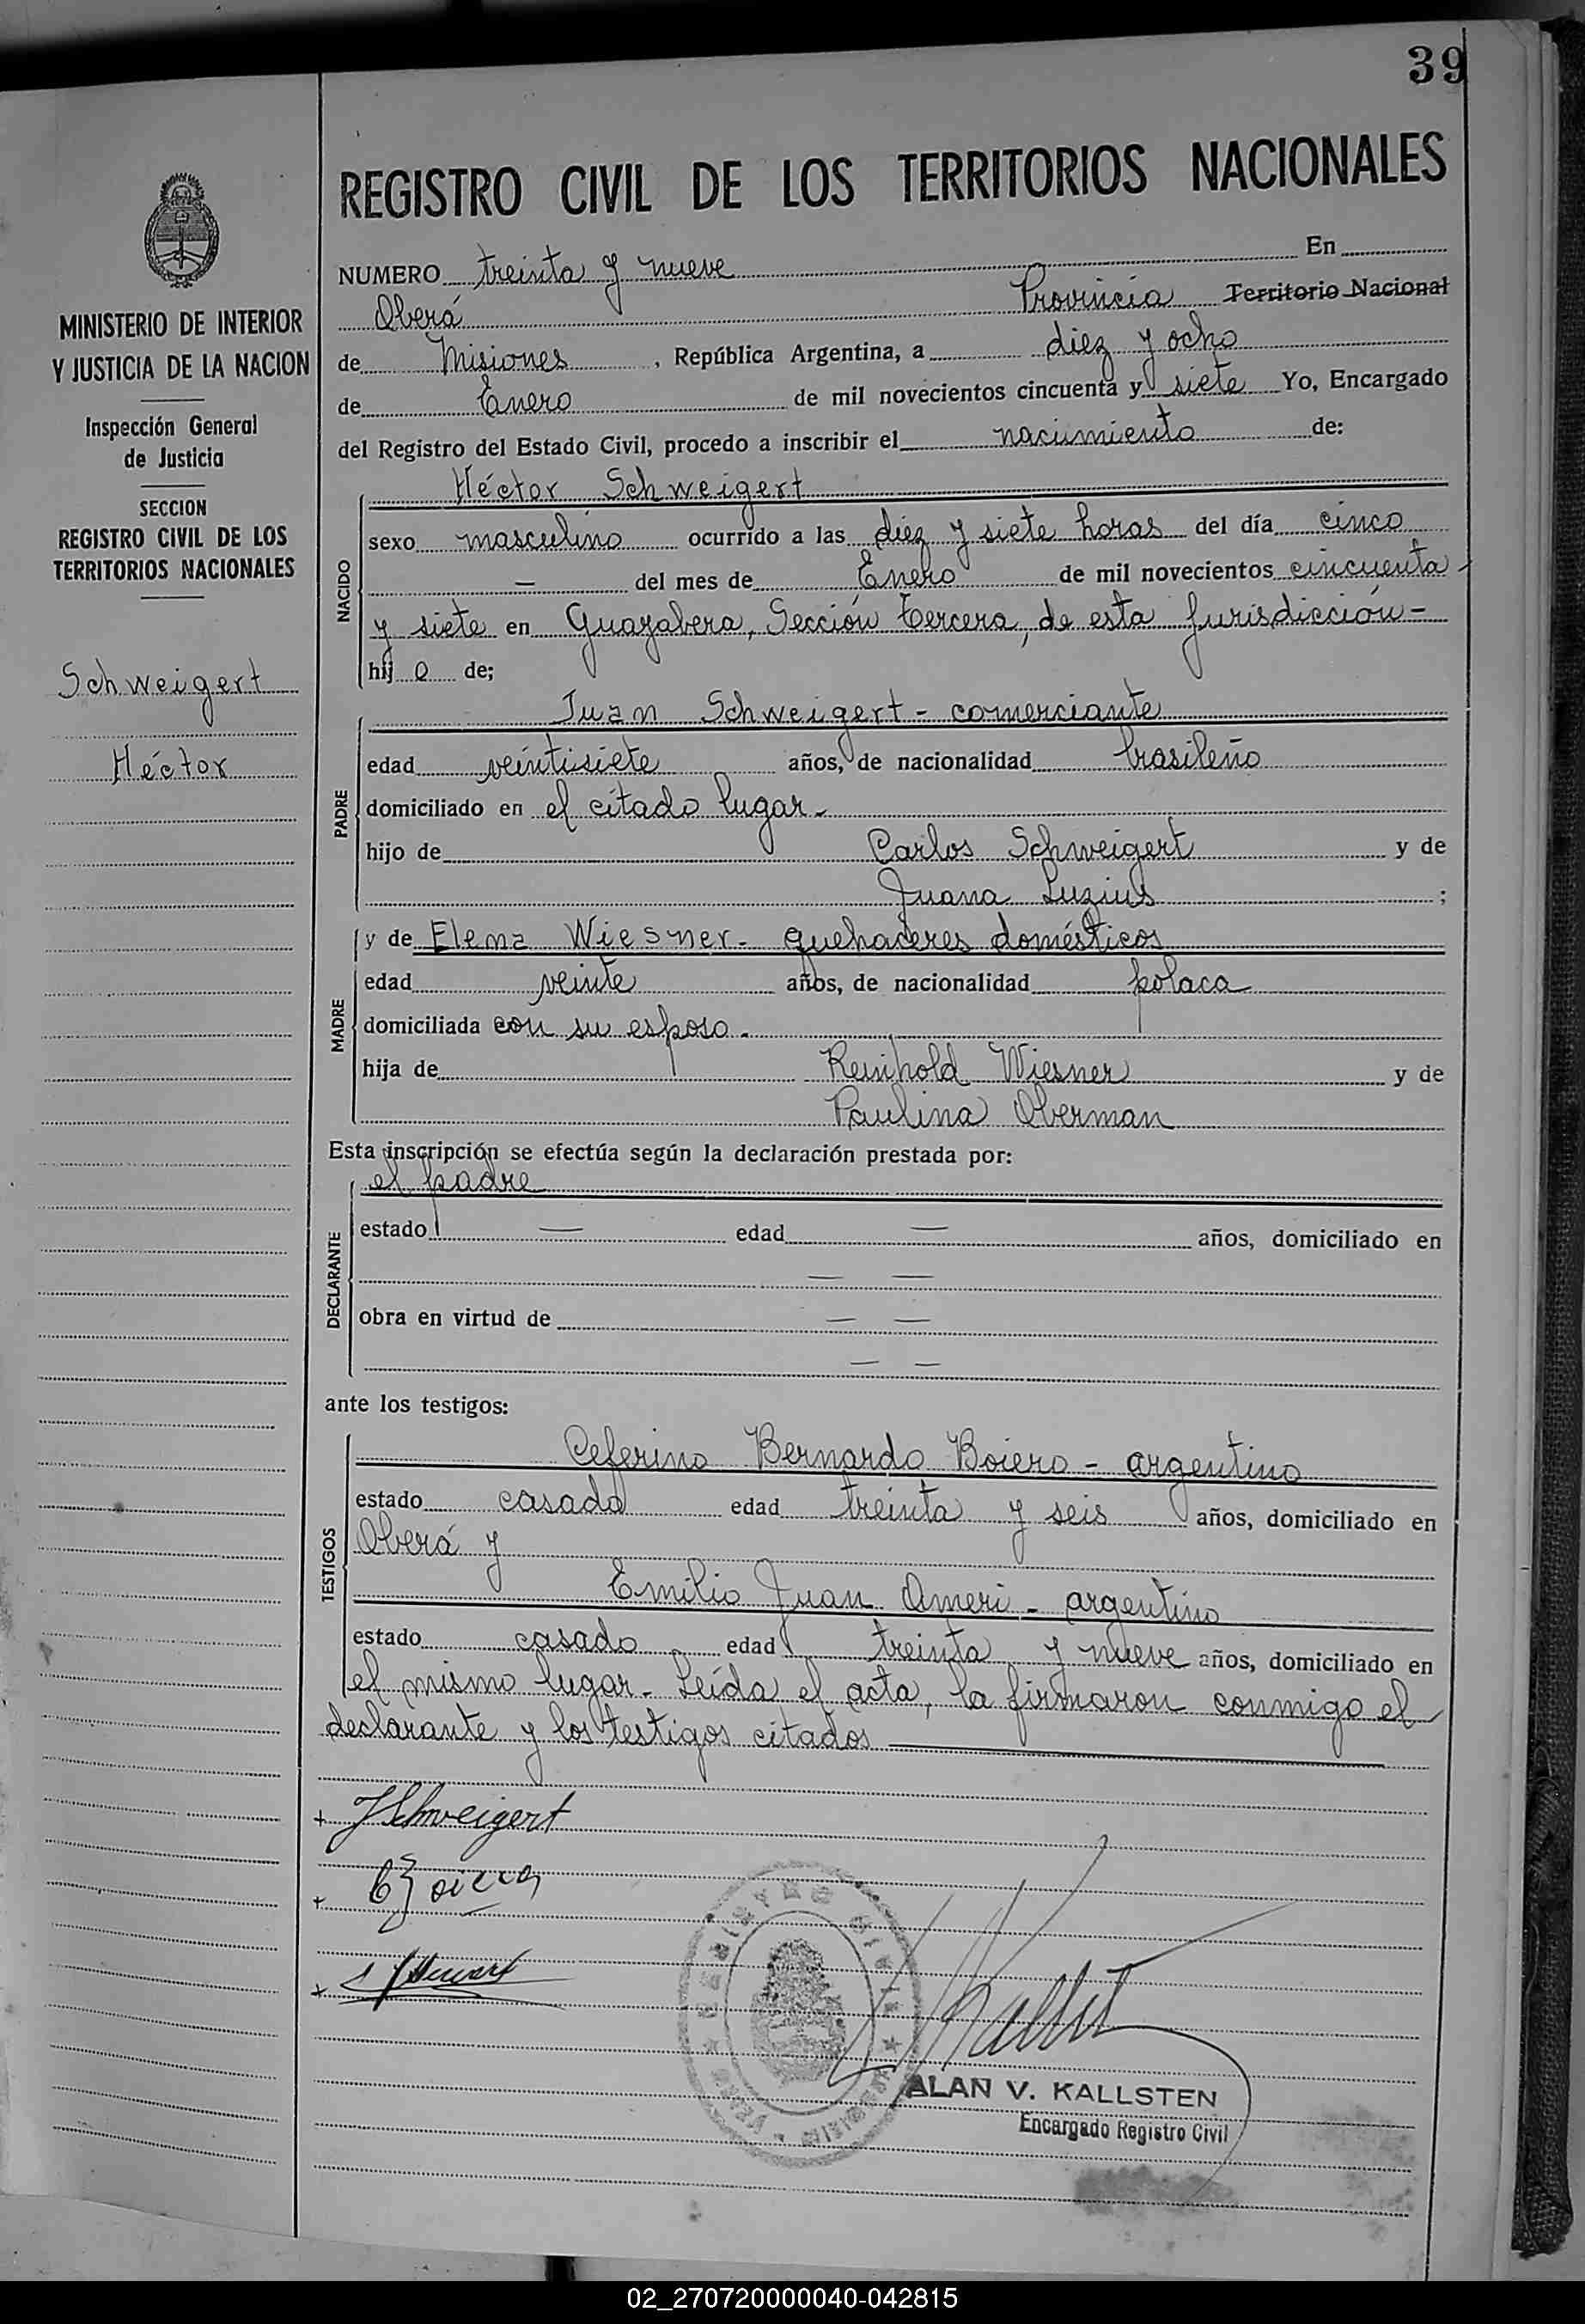 39
REGISTRO CIVIL DE LOS TERRITORIOS NACIONALES
MINISTERIO DE INTERIOR
Y JUSTICIA DE LA NACION
Inspección General
de Justicia
SECCION
REGISTRO CIVIL DE LOS
TERRITORIOS NACIONALES
Schweigert
Héctor
NUMERO treinta y nueve En
Oberá Provincia Territorio Nacional
de Misiones, República Argentina, a diez y ocho
de Enero de mil novecientos cincuenta y siete Yo, Encargado
del Registro del Estado Civil, procedo a inscribir el nacimiento de:
NACIDO
Héctor Schweigert
sexo masculino ocurrido a las diez y siete horas del día cinco
— del mes de Enero de mil novecientos cincuenta
y siete en Guayabera, Sección tercera, de esta jurisdicción-
hij o de;
PADRE
Juan Schweigert - comerciante
edad veintisiete años, de nacionalidad brasileño
domiciliado en el citado lugar-
hijo de Carlos Schweigert y de
Juana Luzius ;
MADRE
y de Elena Wiesner- quehaceres domésticos
edad veinte años, de nacionalidad polaca
domiciliada con su esposo-
hija de Reinhold Wiesner y de
Paulina Oberman
Esta inscripción se efectúa según la declaración prestada por:
DECLARANTE
el padre
estado — edad — años, domiciliado en
— —
obra en virtud de — —
— —
ante los testigos:
TESTIGOS
Ceferino Bernardo Boiero - argentino
estado casado edad treinta y seis años, domiciliado en
Oberá y
Emilio Juan Ameri - argentino
estado casado edad treinta y nueve años, domiciliado en
el mismo lugar- Leída el acta, la firmaron conmigo el
declarante y los testigos citados
+ JSchweigert
+
+
ALAN V. KALLSTEN
Encargado Registro Civil
02_270720000040-042815